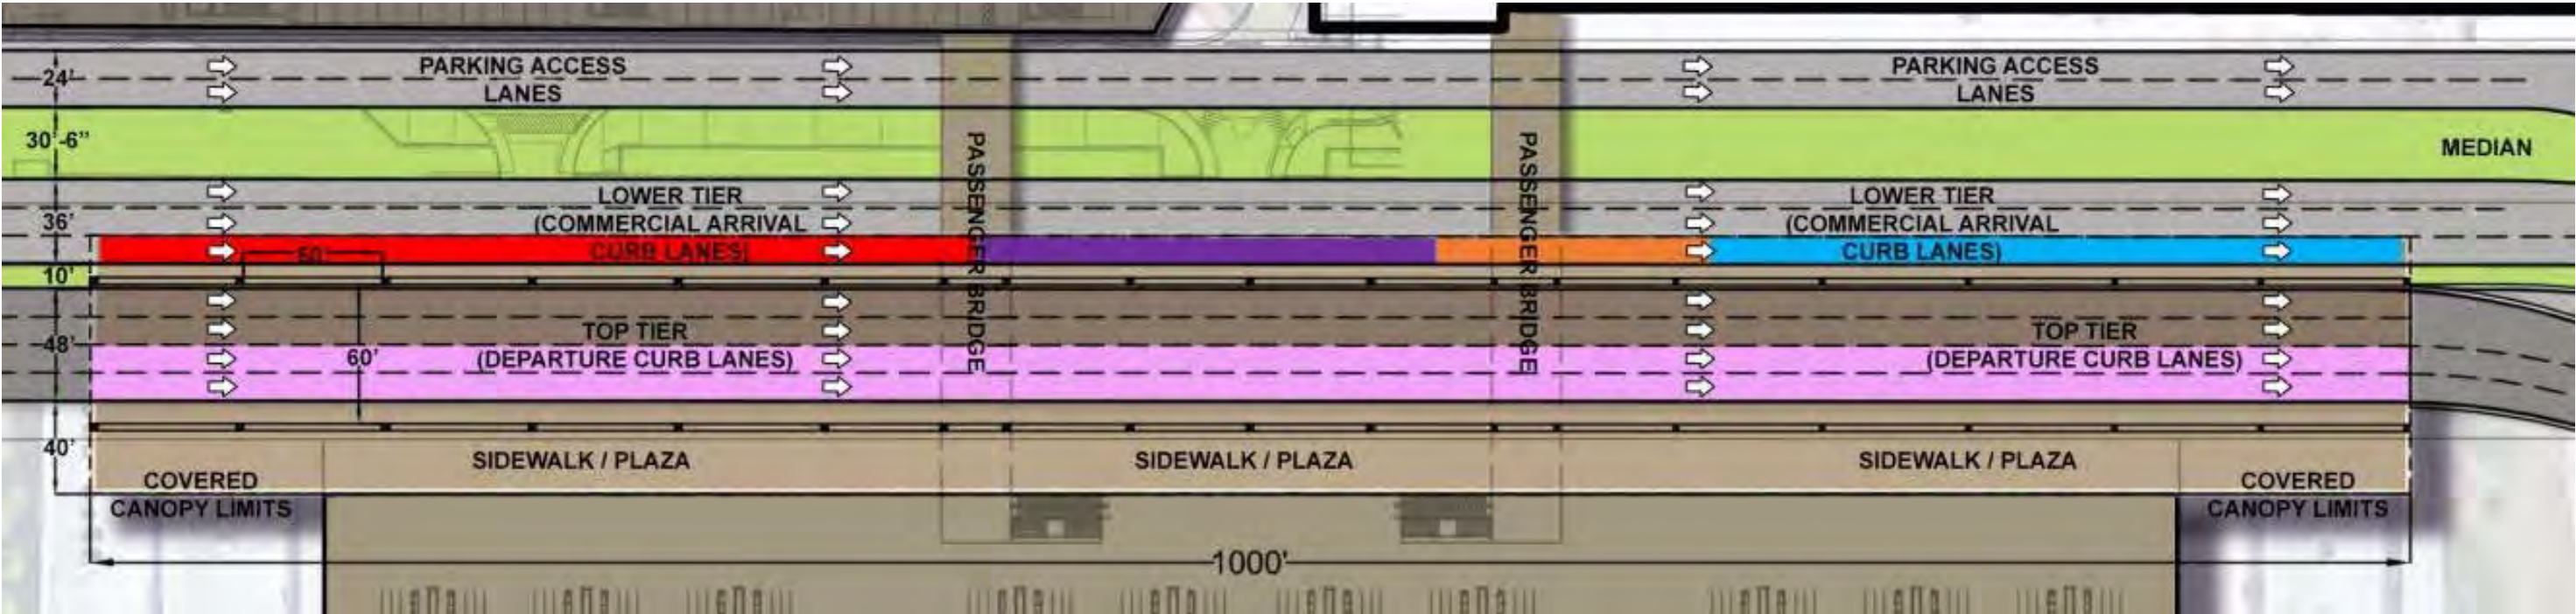 24'
PARKING ACCESS
LANES
PARKING ACCESS
LANES
30'-6"
MEDIAN
PASSENGER BRIDGE
PASSENGER BRIDGE
36'
LOWER TIER
(COMMERCIAL ARRIVAL
CURB LANES)
LOWER TIER
(COMMERCIAL ARRIVAL
CURB LANES)
10'
48'
60'
TOP TIER
(DEPARTURE CURB LANES)
TOP TIER
(DEPARTURE CURB LANES)
40'
SIDEWALK / PLAZA
SIDEWALK / PLAZA
SIDEWALK / PLAZA
COVERED
CANOPY LIMITS
COVERED
CANOPY LIMITS
1000'